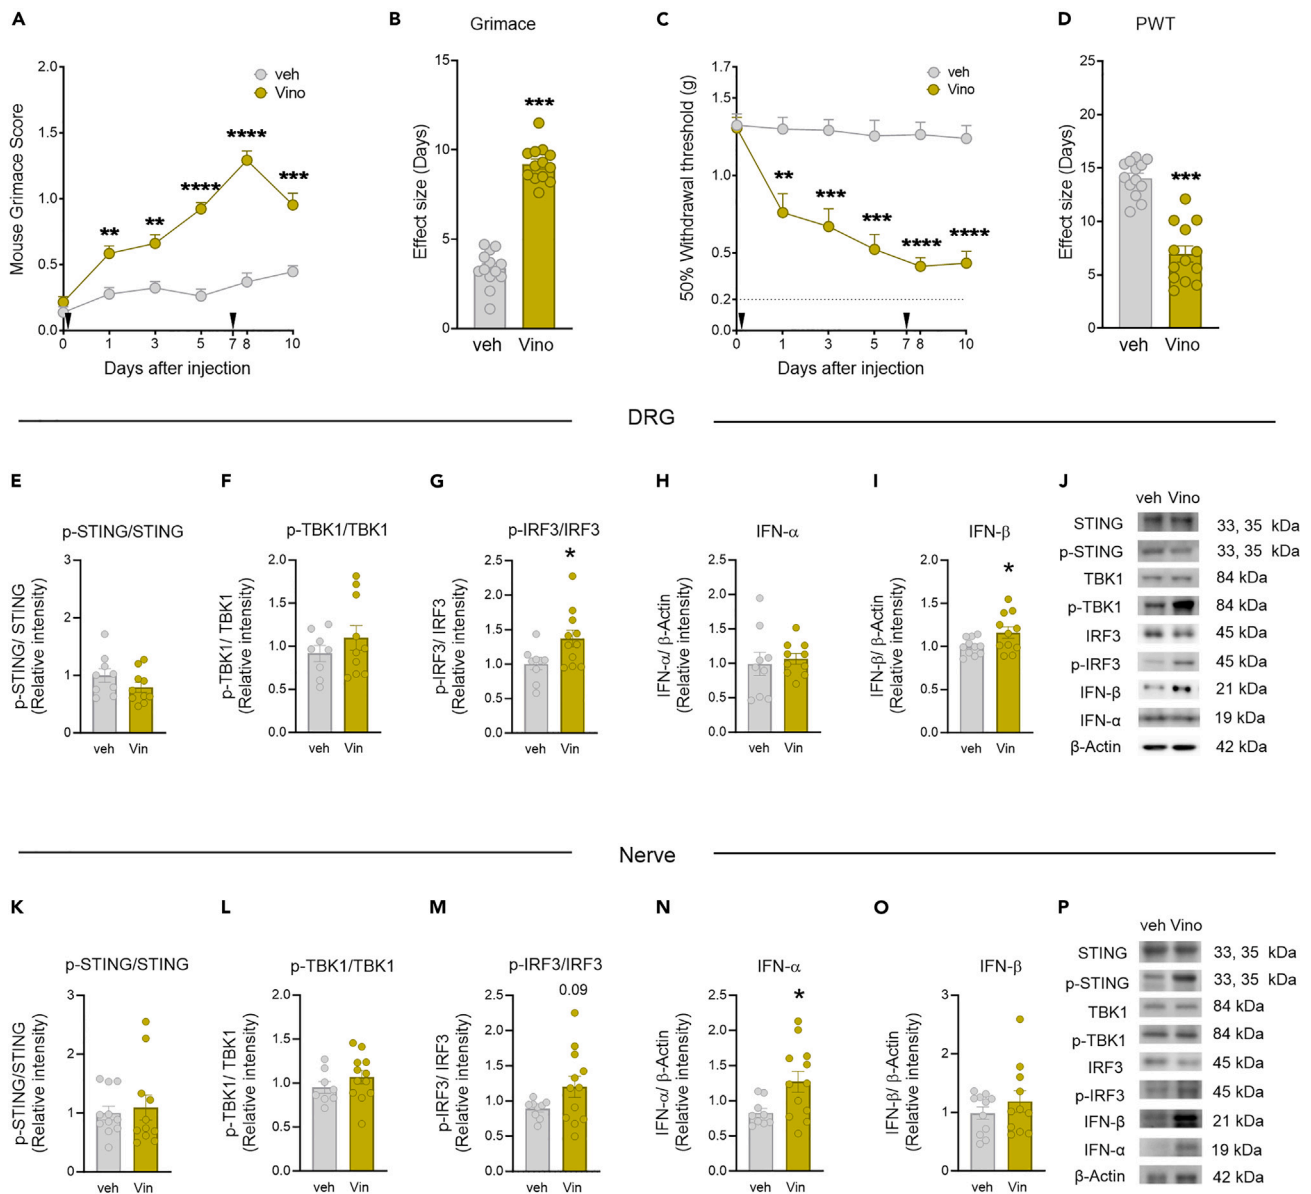 A
2.0
1.5
1.0
0.5
0.0
Mouse Grimace Score
veh
Vino
**
**
****
****
***
0 1 3 5 7 8 10
Days after injection
B
Grimace
15
10
5
0
Effect size (Days)
***
veh Vino
C
1.7
1.5
1.0
0.5
0.2
0.0
50% Withdrawal threshold (g)
veh
Vino
**
***
***
****
****
0 1 3 5 7 8 10
Days after injection
D
PWT
25
20
15
10
5
0
Effect size (Days)
***
veh Vino
DRG
E
p-STING/STING
3
2
1
0
p-STING/ STING
(Relative intensity)
veh Vin
F
p-TBK1/TBK1
2.0
1.5
1.0
0.5
0.0
p-TBK1/ TBK1
(Relative intensity)
veh Vin
G
p-IRF3/IRF3
*
2.5
2.0
1.5
1.0
0.5
0.0
p-IRF3/ IRF3
(Relative intensity)
veh Vin
H
IFN-α
2.5
2.0
1.5
1.0
0.5
0.0
IFN-α/ β-Actin
(Relative intensity)
veh Vin
I
IFN-β
*
2.0
1.5
1.0
0.5
0.0
IFN-β/ β-Actin
(Relative intensity)
veh Vin
J
veh Vino
STING 33, 35 kDa
p-STING 33, 35 kDa
TBK1 84 kDa
p-TBK1 84 kDa
IRF3 45 kDa
p-IRF3 45 kDa
IFN-β 21 kDa
IFN-α 19 kDa
β-Actin 42 kDa
Nerve
K
p-STING/STING
3
2
1
0
p-STING/STING
(Relative intensity)
veh Vin
L
p-TBK1/TBK1
2.0
1.5
1.0
0.5
0.0
p-TBK1/ TBK1
(Relative intensity)
veh Vin
M
p-IRF3/IRF3
0.09
2.5
2.0
1.5
1.0
0.5
0.0
p-IRF3/ IRF3
(Relative intensity)
veh Vin
N
IFN-α
*
2.5
2.0
1.5
1.0
0.5
0.0
IFN-α/ β-Actin
(Relative intensity)
veh Vin
O
IFN-β
3
2
1
0
IFN-β/ β-Actin
(Relative intensity)
veh Vin
P
veh Vino
STING 33, 35 kDa
p-STING 33, 35 kDa
TBK1 84 kDa
p-TBK1 84 kDa
IRF3 45 kDa
p-IRF3 45 kDa
IFN-β 21 kDa
IFN-α 19 kDa
β-Actin 42 kDa